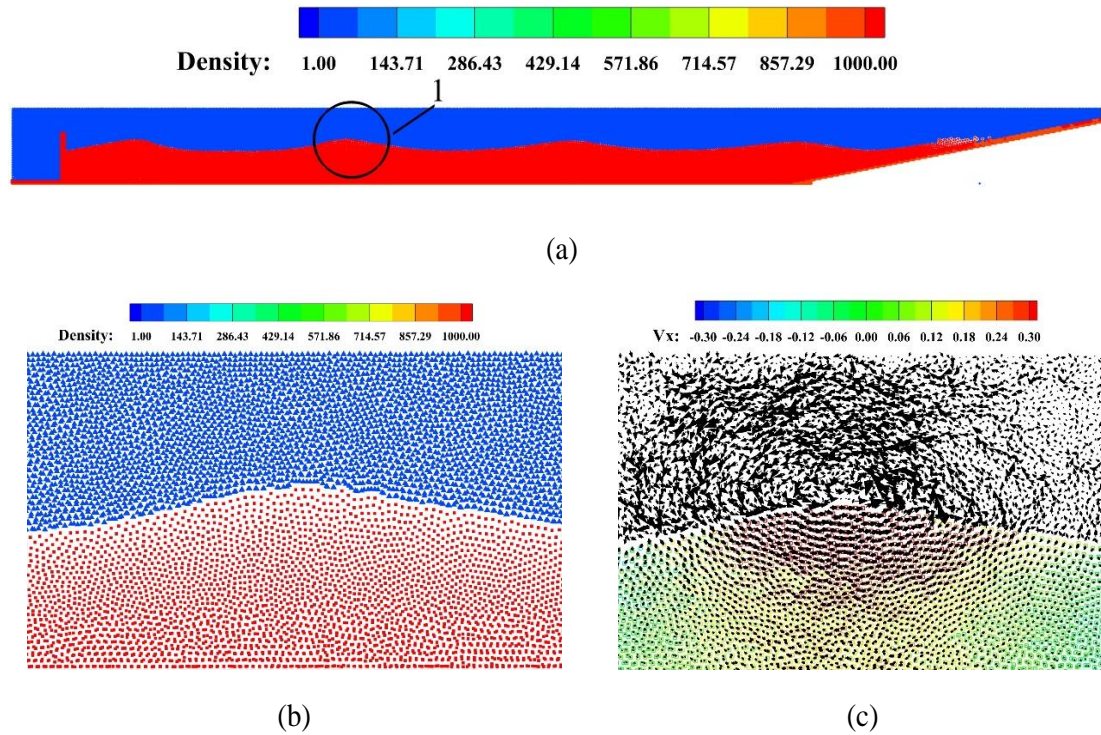 Density: 1.00 143.71 286.43 429.14 571.86 714.57 857.29 1000.00
1
(a)
Density: 1.00 143.71 286.43 429.14 571.86 714.57 857.29 1000.00
Vx: -0.30 -0.24 -0.18 -0.12 -0.06 0.00 0.06 0.12 0.18 0.24 0.30
(b)
(c)